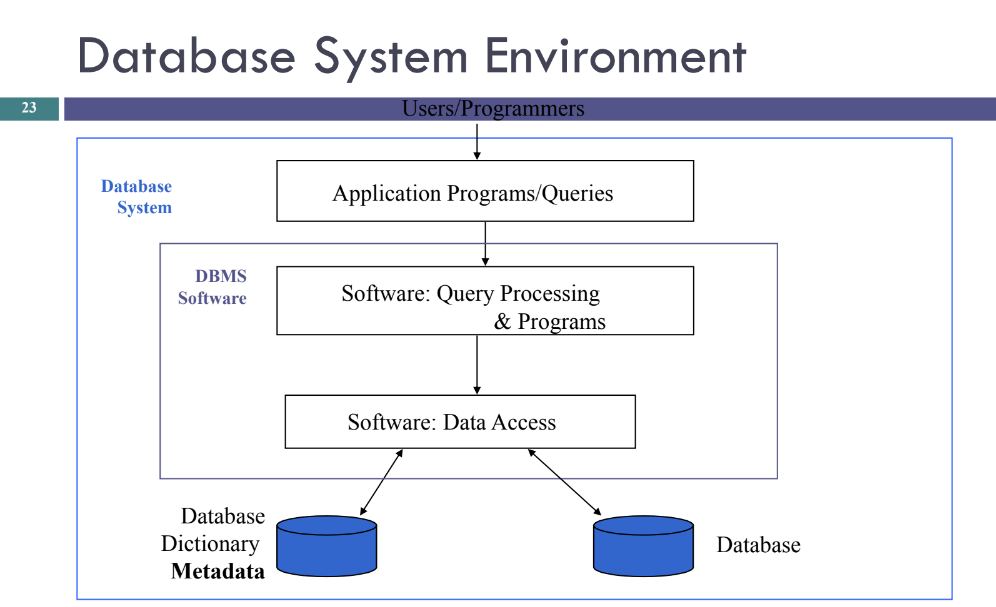 Database System Environment
23
Users/Programmers
Database
System
Application Programs/Queries
DBMS
Software
Software: Query Processing
& Programs
Software: Data Access
Database
Dictionary
Metadata
Database